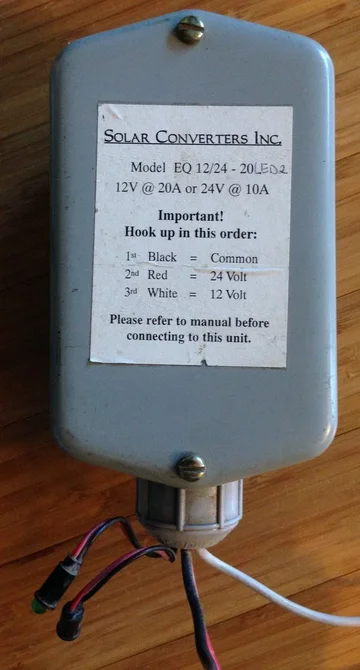 SOLAR CONVERTERS INC.
Model EQ 12/24 - 20LED2
12V @ 20A or 24V @ 10A
Important!
Hook up in this order:
1st Black = Common
2nd Red = 24 Volt
3rd White = 12 Volt
Please refer to manual before
connecting to this unit.